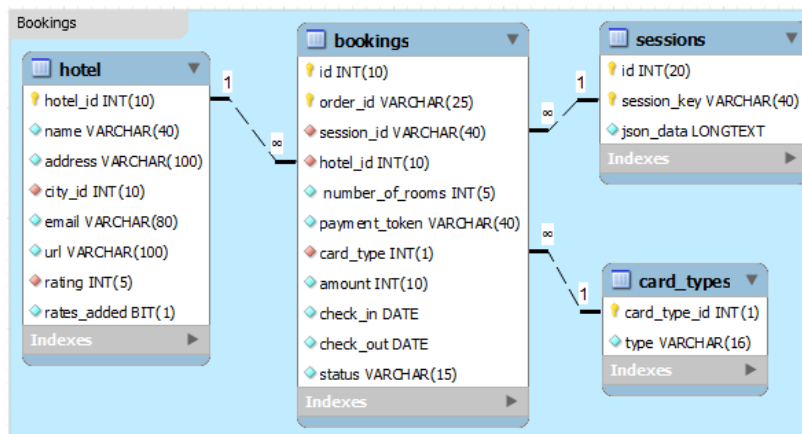 Bookings
hotel
hotel_id INT(10)
name VARCHAR(40)
address VARCHAR(100)
city_id INT(10)
email VARCHAR(80)
url VARCHAR(100)
rating INT(5)
rates_added BIT(1)
Indexes
1
∞
bookings
id INT(10)
order_id VARCHAR(25)
session_id VARCHAR(40)
hotel_id INT(10)
number_of_rooms INT(5)
payment_token VARCHAR(40)
card_type INT(1)
amount INT(10)
check_in DATE
check_out DATE
status VARCHAR(15)
Indexes
∞
1
sessions
id INT(20)
session_key VARCHAR(40)
json_data LONGTEXT
Indexes
∞
1
card_types
card_type_id INT(1)
type VARCHAR(16)
Indexes